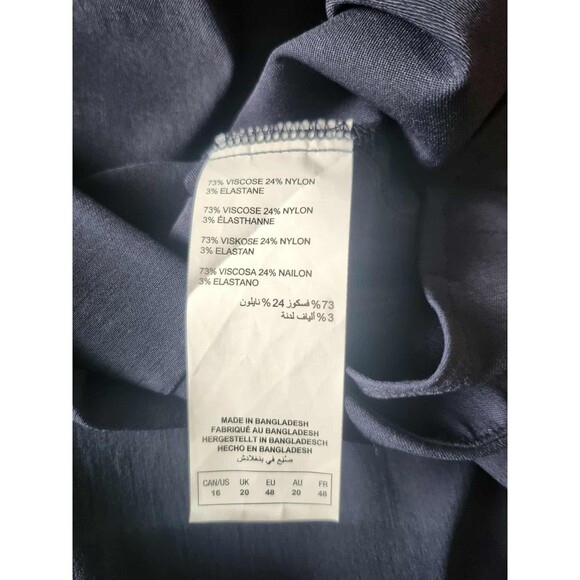 73% VISCOSE 24% NYLON
3% ELASTANE
73% VISCOSE 24% NYLON
3% ÉLASTHANNE
73% VISKOSE 24% NYLON
3% ELASTAN
73% VISCOSA 24% NAILON
3% ELASTANO
73% فسكوز 24% نايلون
3% ألياف لدنة
MADE IN BANGLADESH
FABRIQUÉ AU BANGLADESH
HERGESTELLT IN BANGLADESCH
HECHO EN BANGLADESH
صُنِع في بنغلادش
CAN/US UK EU AU FR
16 20 48 20 48